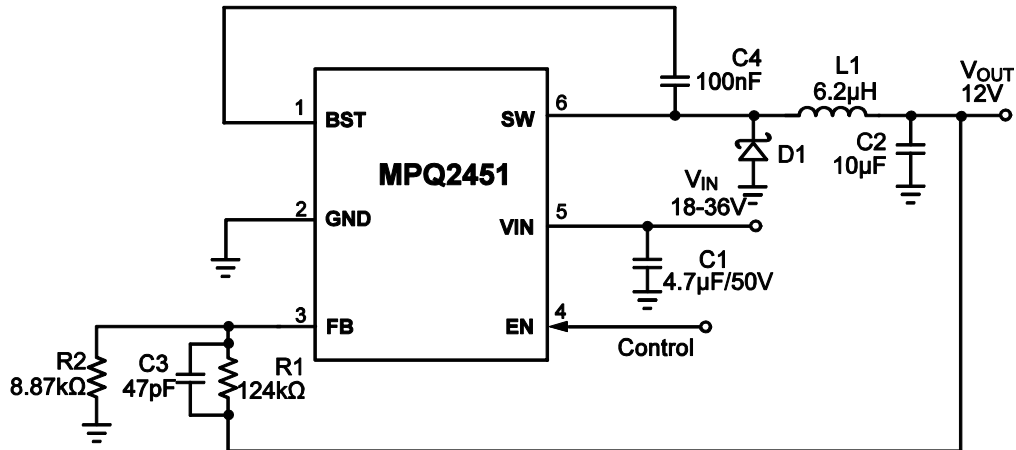 C4
100nF
L1
6.2µH
VOUT
12V
1
BST
SW
6
D1
C2
10µF
MPQ2451
2
GND
VIN
5
VIN
18-36V
C1
4.7µF/50V
3
FB
EN
4
Control
R2
8.87kΩ
C3
47pF
R1
124kΩ